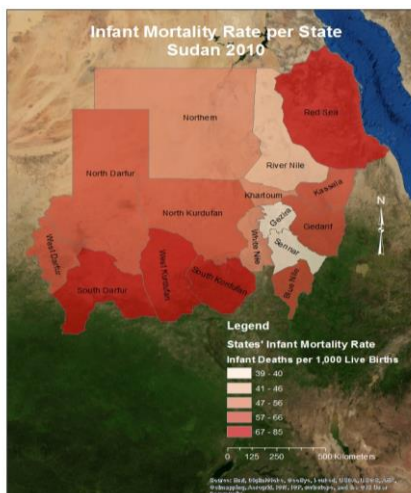 Infant Mortality Rate per State
Sudan 2010
Northern
Red Sea
River Nile
North Darfur
Khartoum
Kassela
North Kurdufan
Gezira
Gedarif
White Nile
Sennar
West Darfur
West Kurdufan
South Kurdufan
Blue Nile
South Darfur
N
Legend
States' Infant Mortality Rate
Infant Deaths per 1,000 Live Births
39 - 40
41 - 46
47 - 56
57 - 66
67 - 85
0 125 250 500 Kilometers